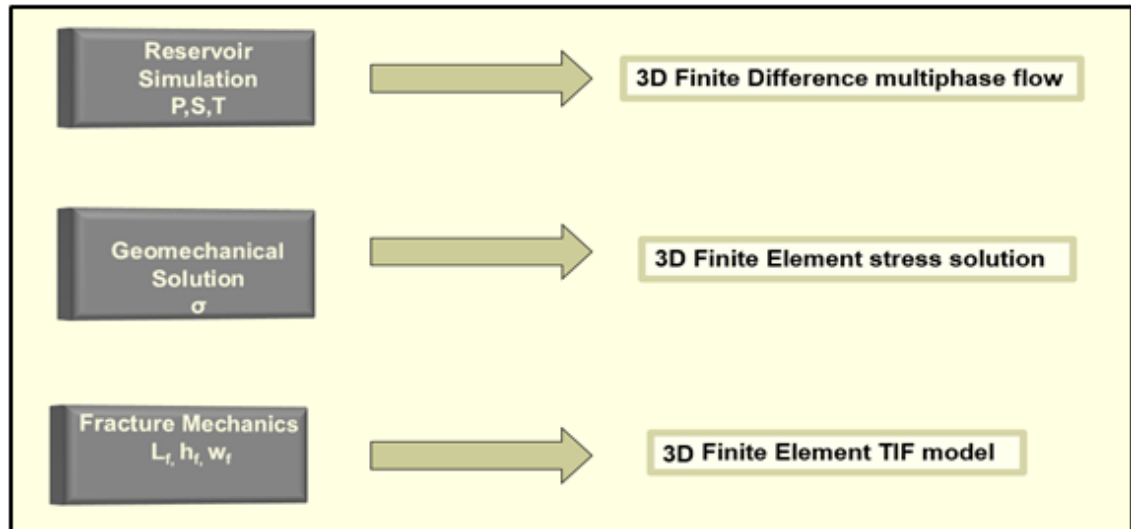 Reservoir
Simulation
P,S,T
3D Finite Difference multiphase flow
Geomechanical
Solution
σ
3D Finite Element stress solution
Fracture Mechanics
Lf, hf, wf
3D Finite Element TIF model